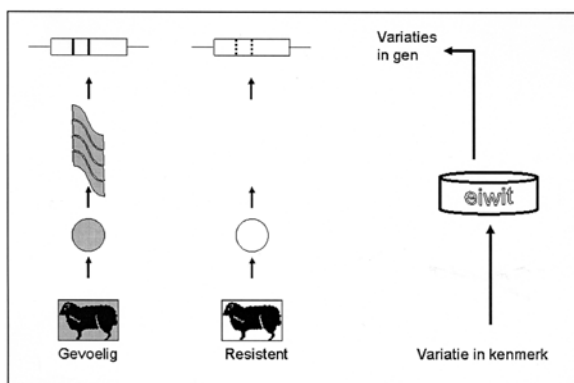 Variaties
in gen
eiwit
Gevoelig
Resistent
Variatie in kenmerk